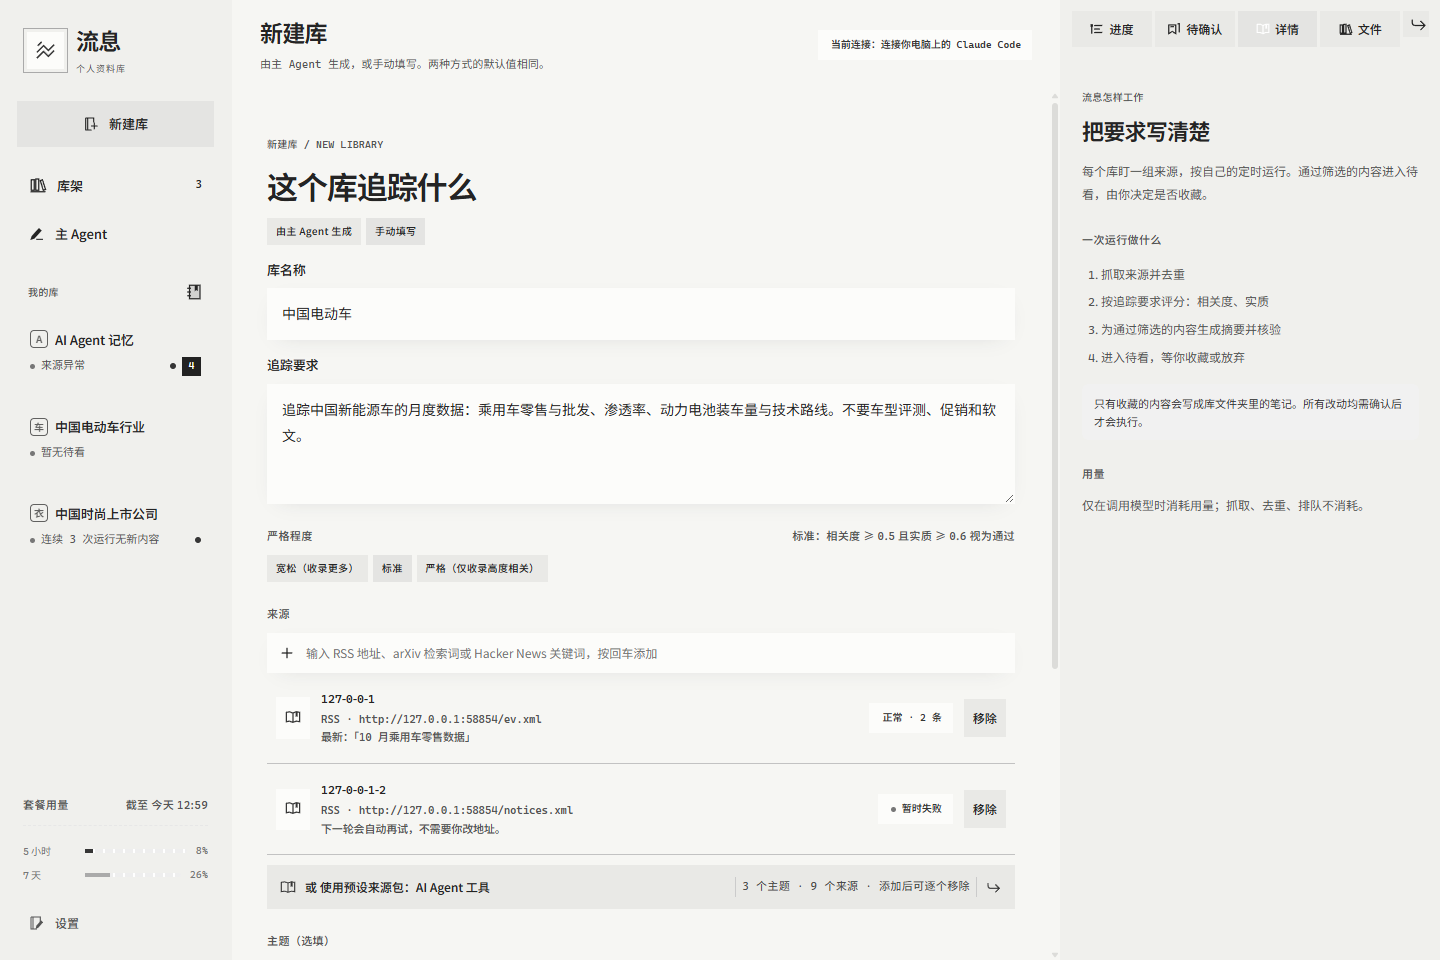 流息
个人资料库
新建库
库架
3
主 Agent
我的库
A
AI Agent 记忆
来源异常
4
车
中国电动车行业
暂无待看
衣
中国时尚上市公司
连续 3 次运行无新内容
套餐用量
截至 今天 12:59
5 小时
8%
7 天
26%
设置
新建库
由主 Agent 生成，或手动填写。两种方式的默认值相同。
当前连接：连接你电脑上的 Claude Code
新建库 / NEW LIBRARY
这个库追踪什么
由主 Agent 生成
手动填写
库名称
中国电动车
追踪要求
追踪中国新能源车的月度数据：乘用车零售与批发、渗透率、动力电池装车量与技术路线。不要车型评测、促销和软
文。
严格程度
标准：相关度 ≥ 0.5 且实质 ≥ 0.6 视为通过
宽松（收录更多）
标准
严格（仅收录高度相关）
来源
输入 RSS 地址、arXiv 检索词或 Hacker News 关键词，按回车添加
127-0-0-1
RSS · http://127.0.0.1:58854/ev.xml
最新：「10 月乘用车零售数据」
正常 · 2 条
移除
127-0-0-1-2
RSS · http://127.0.0.1:58854/notices.xml
下一轮会自动再试，不需要你改地址。
暂时失败
移除
或 使用预设来源包：AI Agent 工具
3 个主题 · 9 个来源 · 添加后可逐个移除
主题（选填）
进度
待确认
详情
文件
流息怎样工作
把要求写清楚
每个库盯一组来源，按自己的定时运行。通过筛选的内容进入待
看，由你决定是否收藏。
一次运行做什么
1. 抓取来源并去重
2. 按追踪要求评分：相关度、实质
3. 为通过筛选的内容生成摘要并核验
4. 进入待看，等你收藏或放弃
只有收藏的内容会写成库文件夹里的笔记。所有改动均需确认后
才会执行。
用量
仅在调用模型时消耗用量；抓取、去重、排队不消耗。